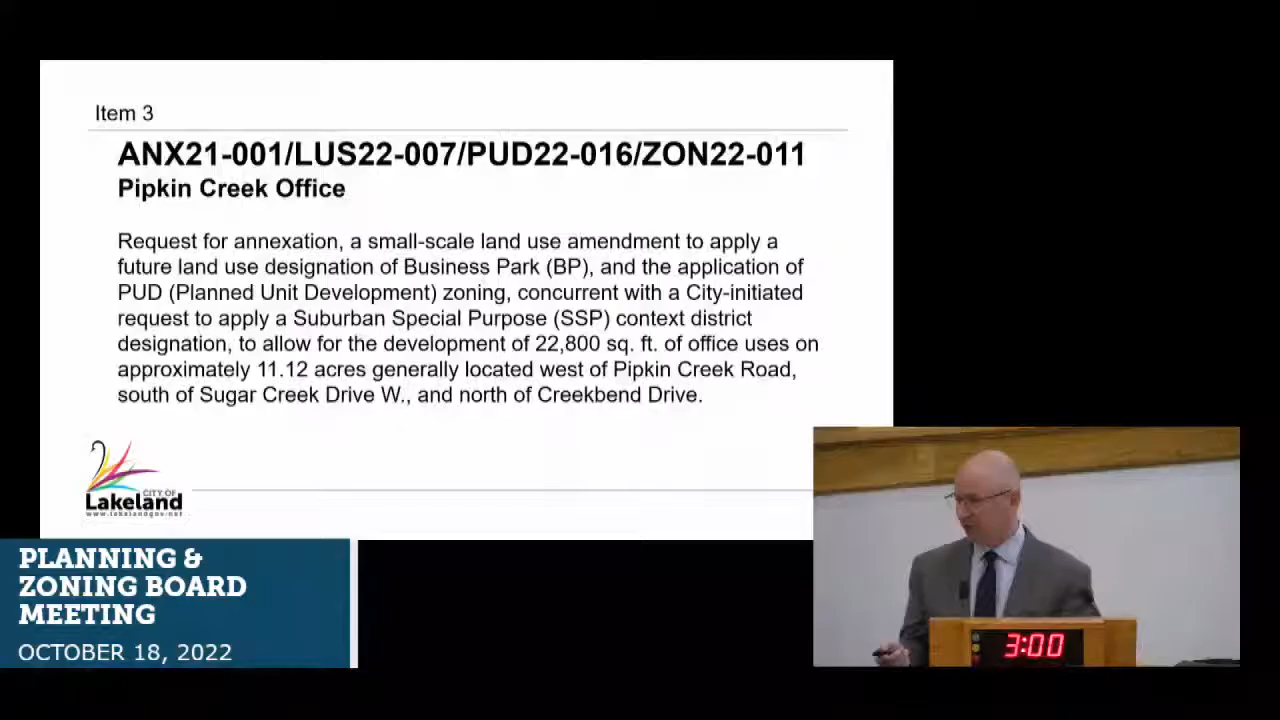 Item 3
ANX21-001/LUS22-007/PUD22-016/ZON22-011
Pipkin Creek Office
Request for annexation, a small-scale land use amendment to apply a
future land use designation of Business Park (BP), and the application of
PUD (Planned Unit Development) zoning, concurrent with a City-initiated
request to apply a Suburban Special Purpose (SSP) context district
designation, to allow for the development of 22,800 sq. ft. of office uses on
approximately 11.12 acres generally located west of Pipkin Creek Road,
south of Sugar Creek Drive W., and north of Creekbend Drive.
CITY OF
Lakeland
www.lakelandgov.net
PLANNING &
ZONING BOARD
MEETING
OCTOBER 18, 2022
3:00